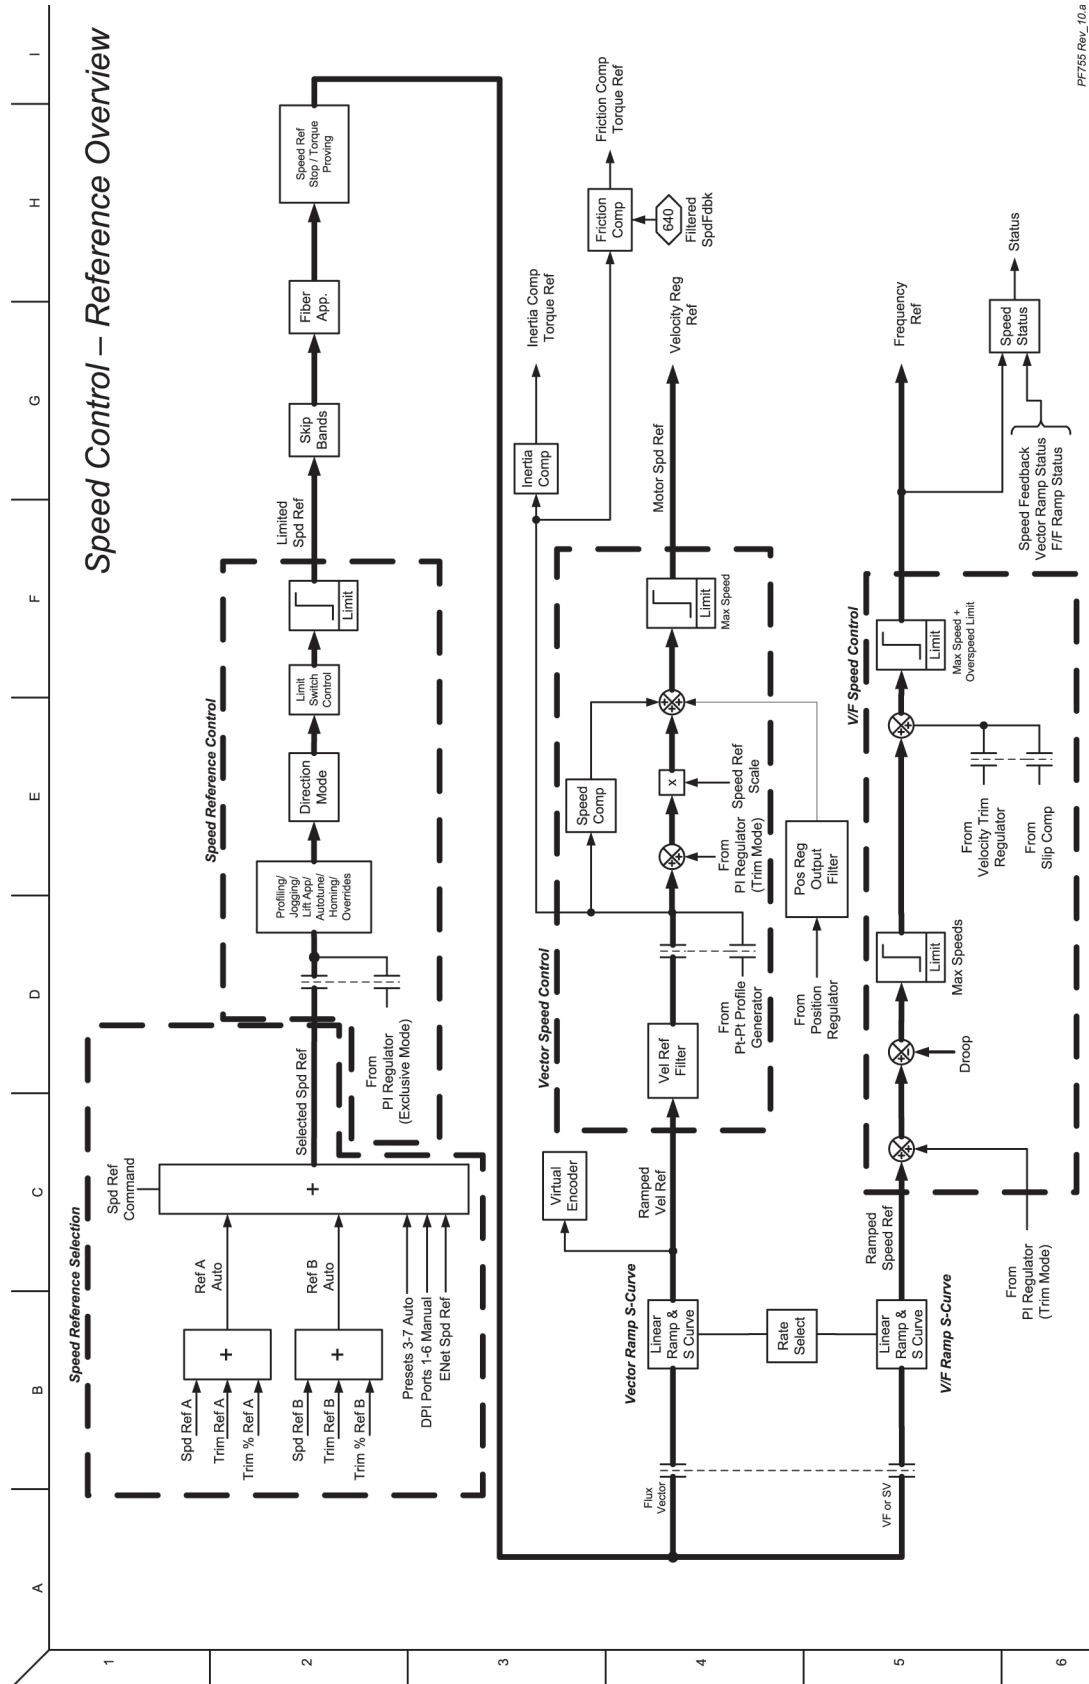 Speed Control – Reference Overview
A
B
C
D
E
F
G
H
I
1
2
3
4
5
6
Speed Reference Selection
Spd Ref A
Trim Ref A
Trim % Ref A
+
Ref A
Auto
Spd Ref B
Trim Ref B
Trim % Ref B
+
Ref B
Auto
Presets 3-7 Auto
DPI Ports 1-6 Manual
ENet Spd Ref
Spd Ref
Command
+
Selected Spd Ref
Speed Reference Control
From
PI Regulator
(Exclusive Mode)
Profiling/
Jogging/
Lift App/
Autotune/
Homing/
Overrides
Direction
Mode
Limit
Switch
Control
Limit
Limited
Spd Ref
Skip
Bands
Fiber
App.
Speed Ref
Stop / Torque
Proving
Flux
Vector
Vector Ramp S-Curve
Linear
Ramp &
S Curve
Rate
Select
Virtual
Encoder
Ramped
Vel Ref
Vector Speed Control
Vel Ref
Filter
From
Pt-Pt Profile
Generator
From
PI Regulator
(Trim Mode)
Speed Comp
x
Speed Ref
Scale
+
+
+
+
+
Limit
Max Speed
From
Position
Regulator
Pos Reg
Output
Filter
Motor Spd Ref
Velocity Reg
Ref
Inertia
Comp
Inertia Comp
Torque Ref
Friction
Comp
Friction Comp
Torque Ref
640
Filtered
SpdFdbk
VF or SV
V/F Ramp S-Curve
Linear
Ramp &
S Curve
Ramped
Speed Ref
From
PI Regulator
(Trim Mode)
V/F Speed Control
+
+
+
-
Droop
Limit
Max Speeds
From
Velocity Trim
Regulator
From
Slip Comp
+
+
Limit
Max Speed +
Overspeed Limit
Frequency
Ref
Speed Feedback
Vector Ramp Status
F/F Ramp Status
Speed
Status
Status
PF755 Rev_10.a